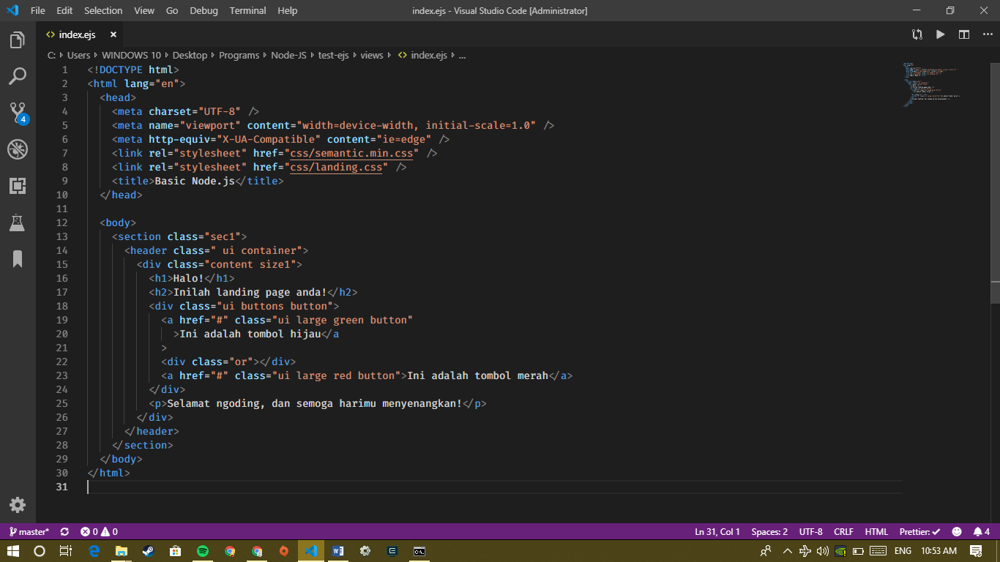 File Edit Selection View Go Debug Terminal Help index.ejs - Visual Studio Code [Administrator]
index.ejs
C: Users WINDOWS 10 Desktop Programs Node-JS test-ejs views index.ejs ...
1 <!DOCTYPE html>
2 <html lang="en">
3 <head>
4 <meta charset="UTF-8" />
5 <meta name="viewport" content="width=device-width, initial-scale=1.0" />
6 <meta http-equiv="X-UA-Compatible" content="ie=edge" />
7 <link rel="stylesheet" href="css/semantic.min.css" />
8 <link rel="stylesheet" href="css/landing.css" />
9 <title>Basic Node.js</title>
10 </head>
11
12 <body>
13 <section class="sec1">
14 <header class=" ui container">
15 <div class="content size1">
16 <h1>Halo!</h1>
17 <h2>Inilah landing page anda!</h2>
18 <div class="ui buttons button">
19 <a href="#" class="ui large green button"
20 >Ini adalah tombol hijau</a
21 >
22 <div class="or"></div>
23 <a href="#" class="ui large red button">Ini adalah tombol merah</a>
24 </div>
25 <p>Selamat ngoding, dan semoga harimu menyenangkan!</p>
26 </div>
27 </header>
28 </section>
29 </body>
30 </html>
31
4
master* 0 0 Ln 31, Col 1 Spaces: 2 UTF-8 CRLF HTML Prettier: ✓ 4
ENG 10:53 AM